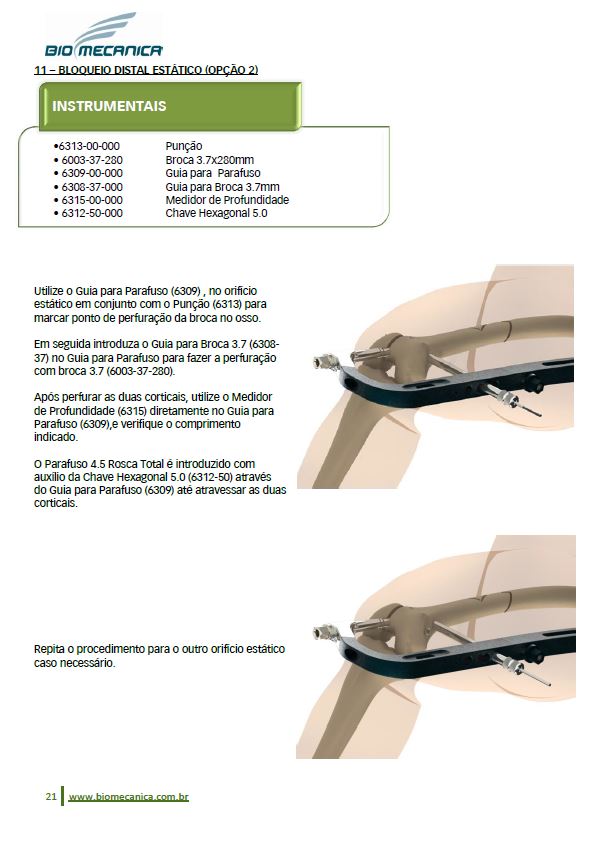 BIOMECANICA
11 – BLOQUEIO DISTAL ESTÁTICO (OPÇÃO 2)
INSTRUMENTAIS
•6313-00-000 Punção
• 6003-37-280 Broca 3.7x280mm
• 6309-00-000 Guia para Parafuso
• 6308-37-000 Guia para Broca 3.7mm
• 6315-00-000 Medidor de Profundidade
• 6312-50-000 Chave Hexagonal 5.0
Utilize o Guia para Parafuso (6309) , no orifício
estático em conjunto com o Punção (6313) para
marcar ponto de perfuração da broca no osso.
Em seguida introduza o Guia para Broca 3.7 (6308-
37) no Guia para Parafuso para fazer a perfuração
com broca 3.7 (6003-37-280).
Após perfurar as duas corticais, utilize o Medidor
de Profundidade (6315) diretamente no Guia para
Parafuso (6309),e verifique o comprimento
indicado.
O Parafuso 4.5 Rosca Total é introduzido com
auxílio da Chave Hexagonal 5.0 (6312-50) através
do Guia para Parafuso (6309) até atravessar as duas
corticais.
Repita o procedimento para o outro orifício estático
caso necessário.
21 www.biomecanica.com.br